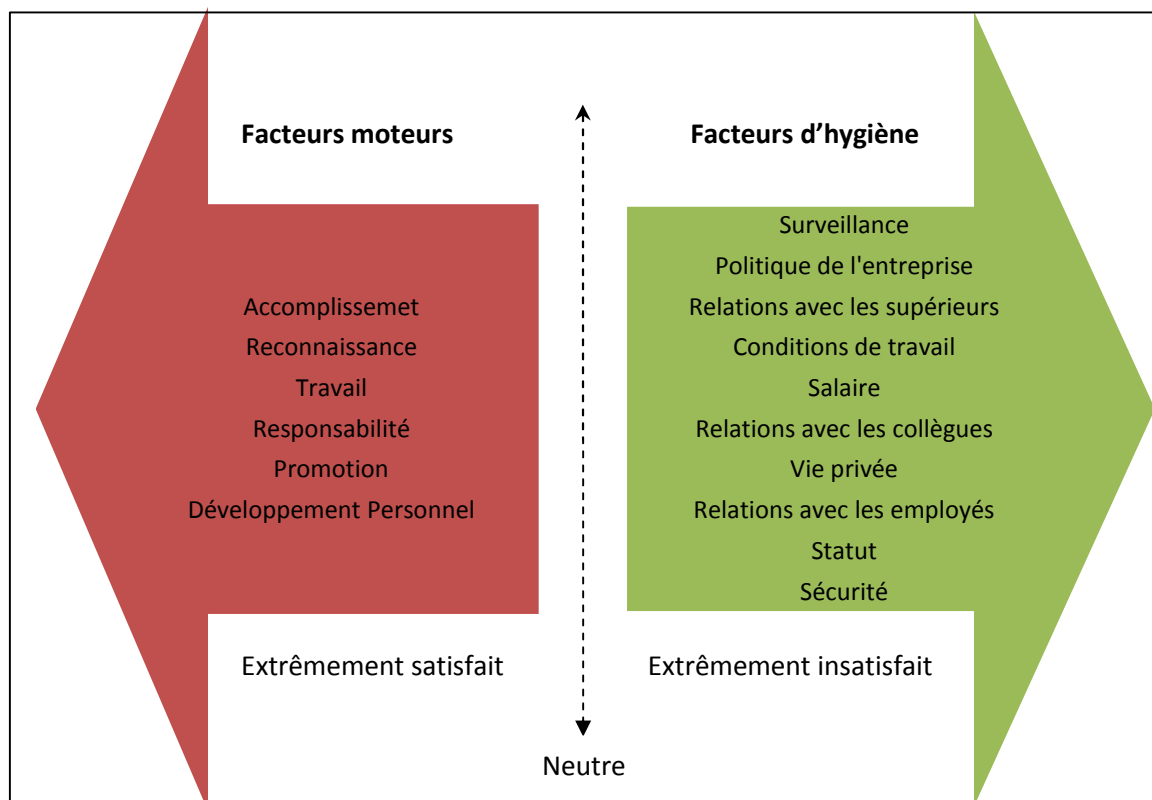 Facteurs moteurs
Accomplissemet
Reconnaissance
Travail
Responsabilité
Promotion
Développement Personnel
Extrêmement satisfait
Facteurs d’hygiène
Surveillance
Politique de l'entreprise
Relations avec les supérieurs
Conditions de travail
Salaire
Relations avec les collègues
Vie privée
Relations avec les employés
Statut
Sécurité
Extrêmement insatisfait
Neutre